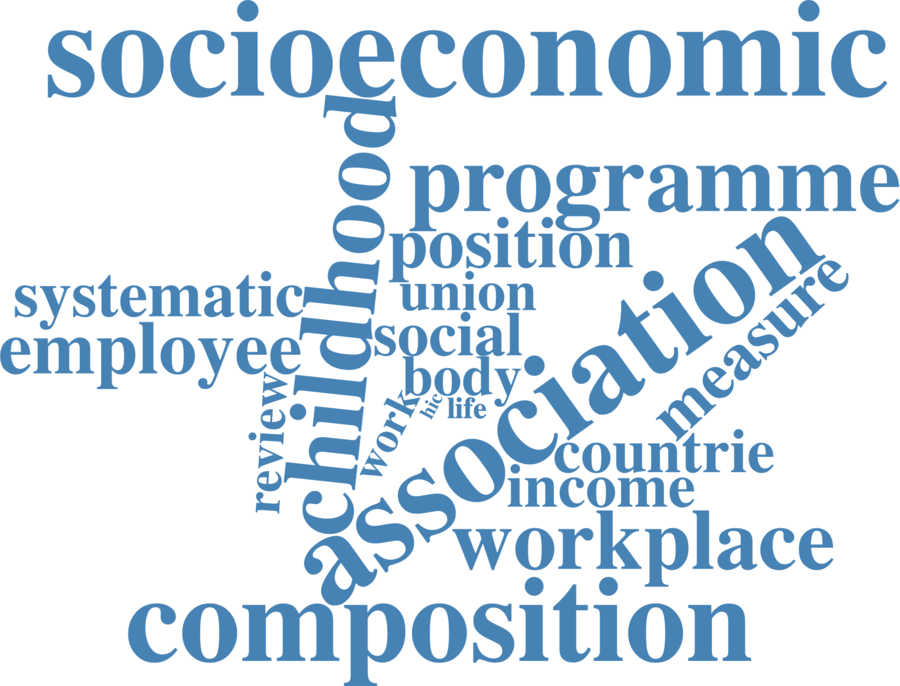 socioeconomic
childhood
programme
position
systematic
union
association
measure
social
employee
body
review
work
hic
life
countrie
income
workplace
composition